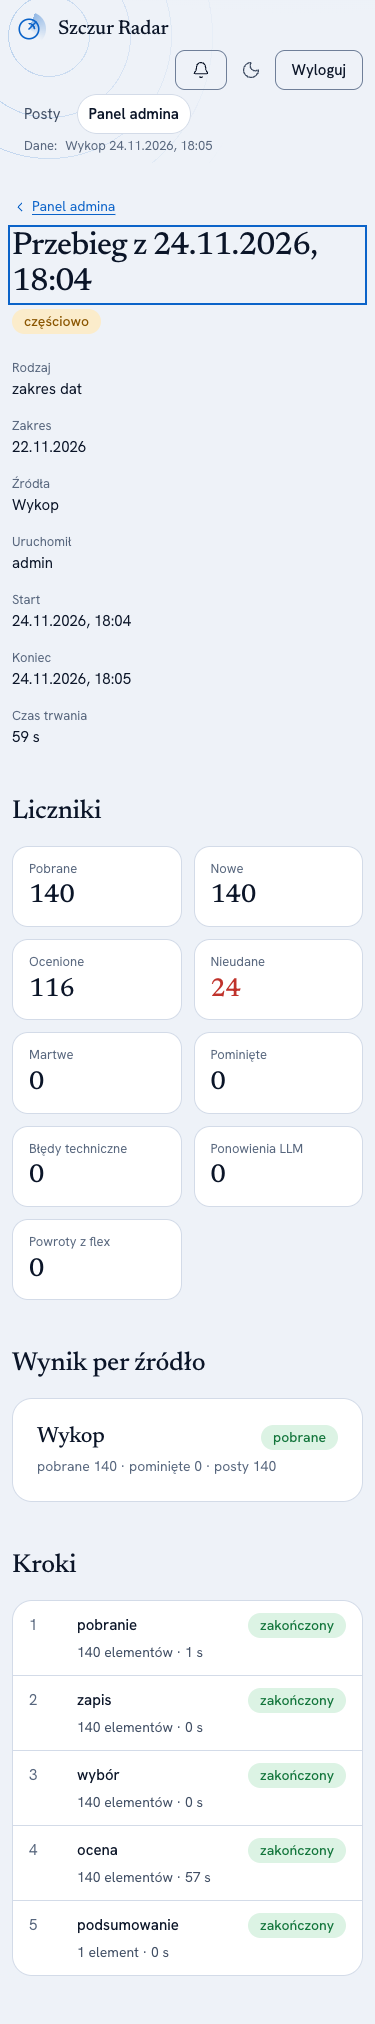 Szczur Radar
Wyloguj
Posty Panel admina
Dane: Wykop 24.11.2026, 18:05
Panel admina
Przebieg z 24.11.2026,
18:04
częściowo
Rodzaj
zakres dat
Zakres
22.11.2026
Źródła
Wykop
Uruchomił
admin
Start
24.11.2026, 18:04
Koniec
24.11.2026, 18:05
Czas trwania
59 s
Liczniki
Pobrane
140
Nowe
140
Ocenione
116
Nieudane
24
Martwe
0
Pominięte
0
Błędy techniczne
0
Ponowienia LLM
0
Powroty z flex
0
Wynik per źródło
Wykop pobrane
pobrane 140 · pominięte 0 · posty 140
Kroki
1 pobranie zakończony
140 elementów · 1 s
2 zapis zakończony
140 elementów · 0 s
3 wybór zakończony
140 elementów · 0 s
4 ocena zakończony
140 elementów · 57 s
5 podsumowanie zakończony
1 element · 0 s